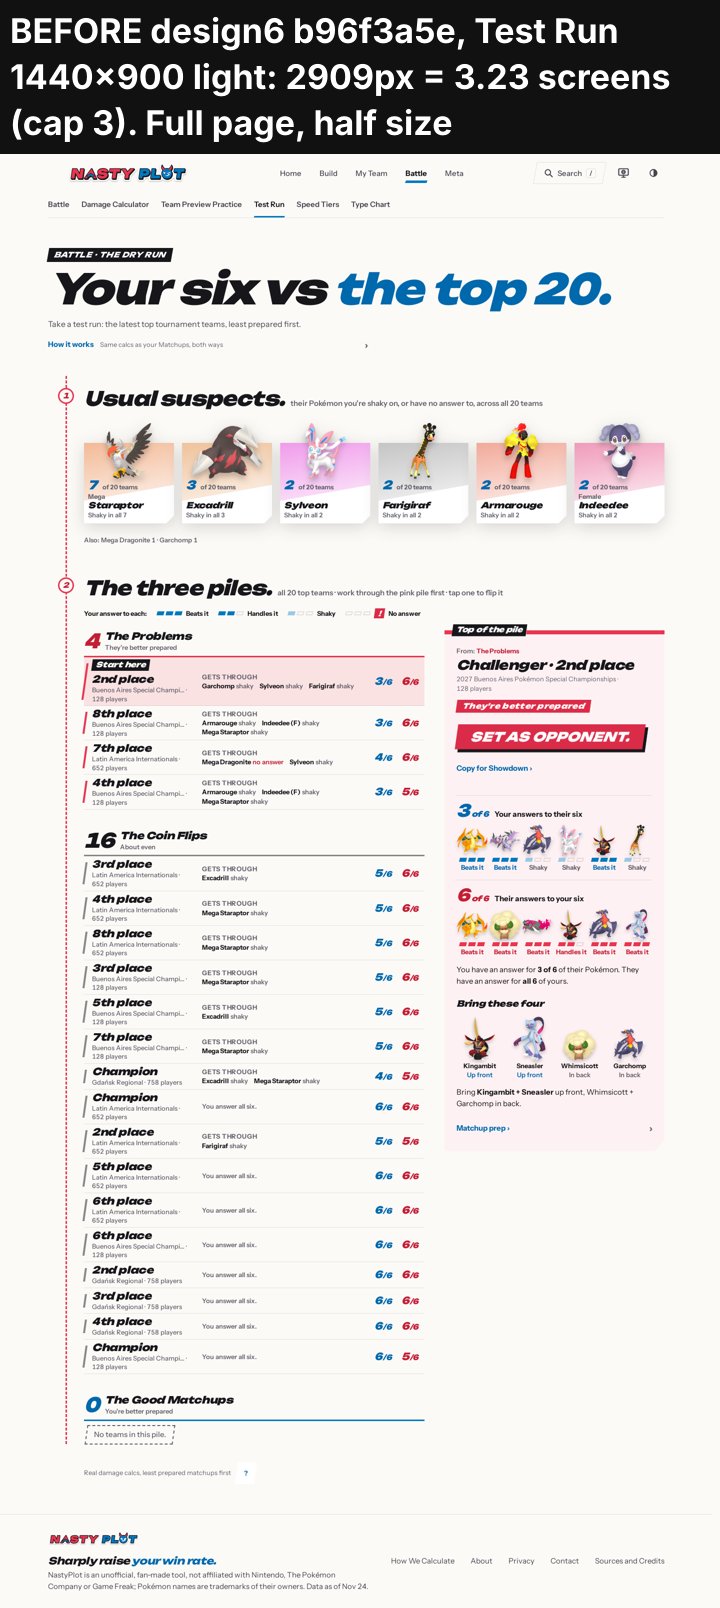 BEFORE design6 b96f3a5e, Test Run
1440×900 light: 2909px = 3.23 screens
(cap 3). Full page, half size
NASTY PLOT
Home Build My Team Battle Meta
Search /
Battle Damage Calculator Team Preview Practice Test Run Speed Tiers Type Chart
BATTLE · THE DRY RUN
Your six vs the top 20.
Take a test run: the latest top tournament teams, least prepared first.
How it works Same calcs as your Matchups, both ways ›
1 Usual suspects. their Pokémon you're shaky on, or have no answer to, across all 20 teams
7 of 20 teams
Mega
Staraptor
Shaky in all 7
3 of 20 teams
Excadrill
Shaky in all 3
2 of 20 teams
Sylveon
Shaky in all 2
2 of 20 teams
Farigiraf
Shaky in all 2
2 of 20 teams
Armarouge
Shaky in all 2
2 of 20 teams
Female
Indeedee
Shaky in all 2
Also: Mega Dragonite 1 · Garchomp 1
2 The three piles. all 20 top teams · work through the pink pile first · tap one to flip it
Your answer to each: Beats it Handles it Shaky ! No answer
4 The Problems
They're better prepared
Start here
2nd place
Buenos Aires Special Champi... ·
128 players
GETS THROUGH
Garchomp shaky Sylveon shaky Farigiraf shaky
3/6 6/6
8th place
Buenos Aires Special Champi... ·
128 players
GETS THROUGH
Armarouge shaky Indeedee (F) shaky
Mega Staraptor shaky
3/6 6/6
7th place
Latin America Internationals ·
652 players
GETS THROUGH
Mega Dragonite no answer Sylveon shaky
4/6 6/6
4th place
Buenos Aires Special Champi... ·
128 players
GETS THROUGH
Armarouge shaky Indeedee (F) shaky
Mega Staraptor shaky
3/6 5/6
16 The Coin Flips
About even
3rd place
Latin America Internationals ·
652 players
GETS THROUGH
Excadrill shaky
5/6 6/6
4th place
Latin America Internationals ·
652 players
GETS THROUGH
Mega Staraptor shaky
5/6 6/6
8th place
Latin America Internationals ·
652 players
GETS THROUGH
Mega Staraptor shaky
5/6 6/6
3rd place
Buenos Aires Special Champi... ·
128 players
GETS THROUGH
Mega Staraptor shaky
5/6 6/6
5th place
Buenos Aires Special Champi... ·
128 players
GETS THROUGH
Excadrill shaky
5/6 6/6
7th place
Buenos Aires Special Champi... ·
128 players
GETS THROUGH
Mega Staraptor shaky
5/6 6/6
Champion
Gdańsk Regional · 758 players
GETS THROUGH
Excadrill shaky Mega Staraptor shaky
4/6 5/6
Champion
Latin America Internationals ·
652 players
You answer all six.
6/6 6/6
2nd place
Latin America Internationals ·
652 players
GETS THROUGH
Farigiraf shaky
5/6 5/6
5th place
Latin America Internationals ·
652 players
You answer all six.
6/6 6/6
6th place
Latin America Internationals ·
652 players
You answer all six.
6/6 6/6
6th place
Buenos Aires Special Champi... ·
128 players
You answer all six.
6/6 6/6
2nd place
Gdańsk Regional · 758 players
You answer all six.
6/6 6/6
3rd place
Gdańsk Regional · 758 players
You answer all six.
6/6 6/6
4th place
Gdańsk Regional · 758 players
You answer all six.
6/6 6/6
Champion
Buenos Aires Special Champi... ·
128 players
You answer all six.
6/6 5/6
0 The Good Matchups
You're better prepared
No teams in this pile.
Real damage calcs, least prepared matchups first ?
Top of the pile
From: The Problems
Challenger · 2nd place
2027 Buenos Aires Pokémon Special Championships ·
128 players
They're better prepared
SET AS OPPONENT.
Copy for Showdown ›
3 of 6 Your answers to their six
Beats it Beats it Shaky Shaky Beats it Shaky
6 of 6 Their answers to your six
Beats it Beats it Beats it Handles it Beats it Beats it
You have an answer for 3 of 6 of their Pokémon. They
have an answer for all 6 of yours.
Bring these four
Kingambit Sneasler Whimsicott Garchomp
Up front Up front In back In back
Bring Kingambit + Sneasler up front, Whimsicott +
Garchomp in back.
Matchup prep › ›
NASTY PLOT
Sharply raise your win rate.
NastyPlot is an unofficial, fan-made tool, not affiliated with Nintendo, The Pokémon
Company or Game Freak; Pokémon names are trademarks of their owners. Data as of Nov 24.
How We Calculate About Privacy Contact Sources and Credits